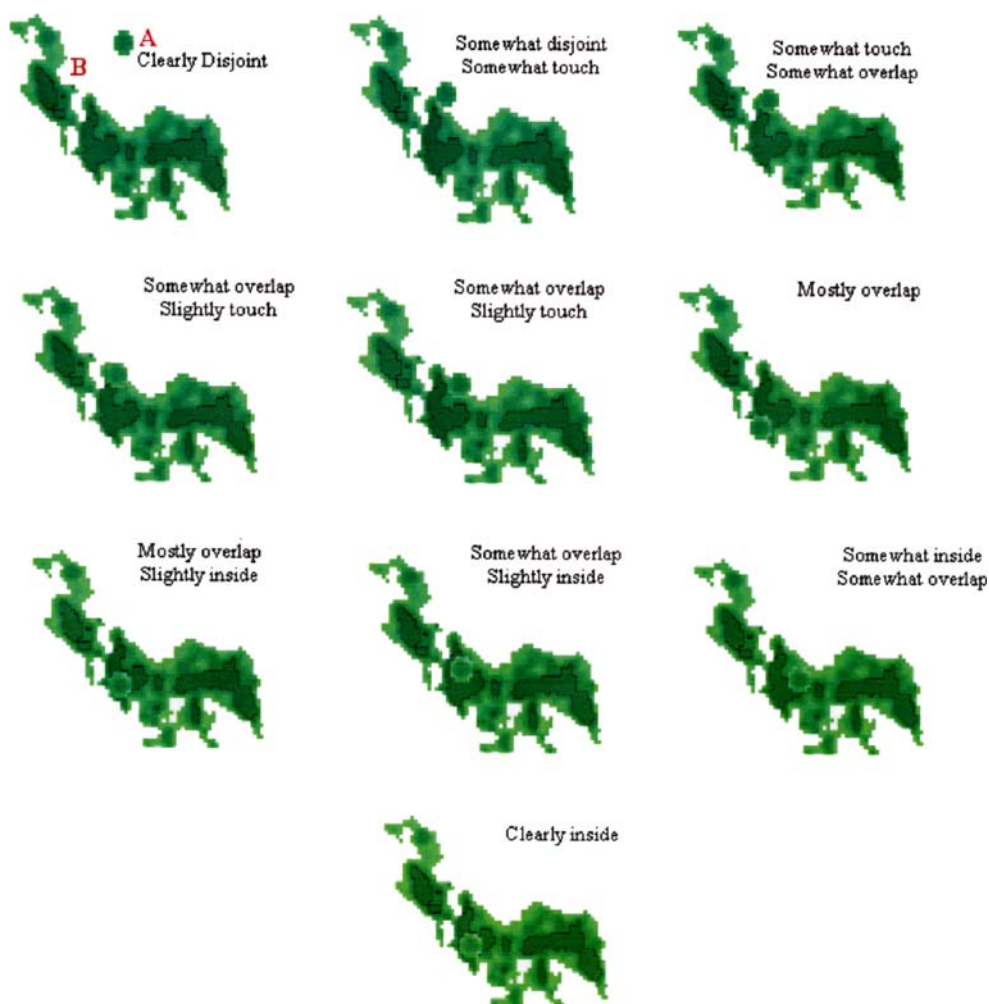 A
Clearly Disjoint
B
Somewhat disjoint
Somewhat touch
Somewhat touch
Somewhat overlap
Somewhat overlap
Slightly touch
Somewhat overlap
Slightly touch
Mostly overlap
Mostly overlap
Slightly inside
Somewhat overlap
Slightly inside
Somewhat inside
Somewhat overlap
Clearly inside